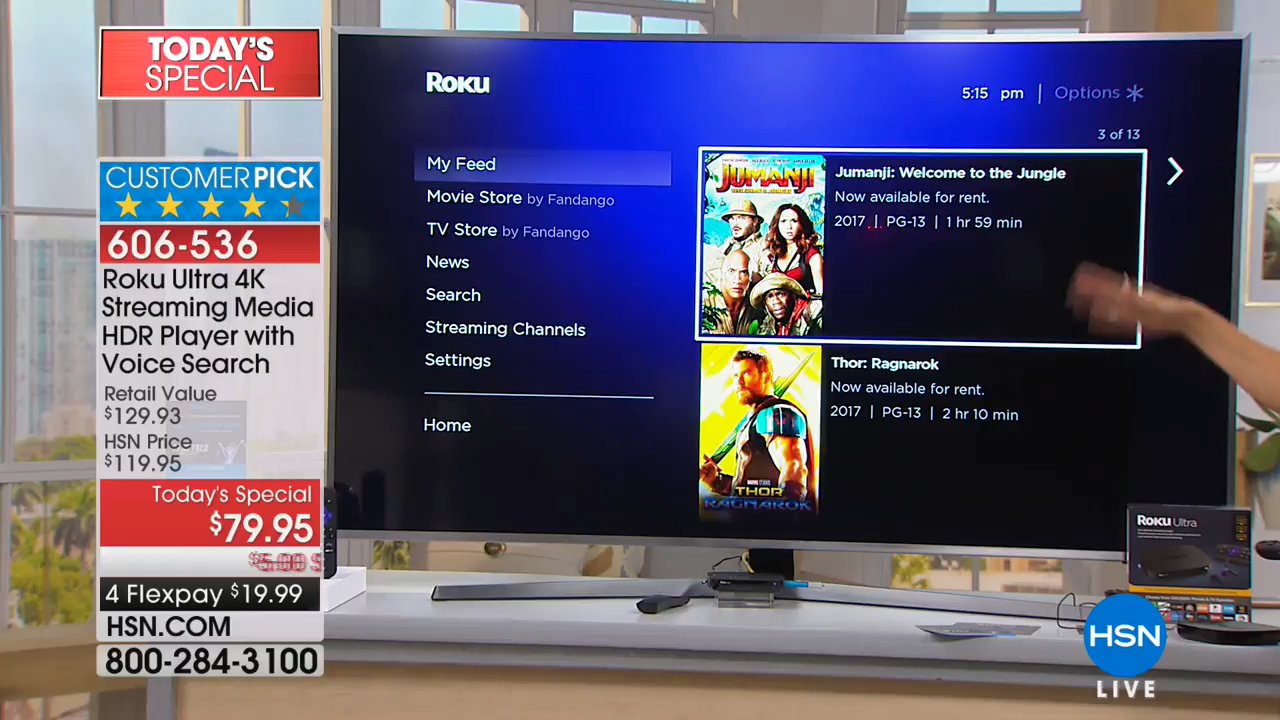 TODAY'S
SPECIAL
CUSTOMER PICK
606-536
Roku Ultra 4K
Streaming Media
HDR Player with
Voice Search
Retail Value
$129.93
HSN Price
$119.95
Today's Special
$79.95
4 Flexpay $19.99
HSN.COM
800-284-3100
Roku
5:15 pm | Options
3 of 13
My Feed
Movie Store by Fandango
TV Store by Fandango
News
Search
Streaming Channels
Settings
Home
JUMANJI
Jumanji: Welcome to the Jungle
Now available for rent.
2017 | PG-13 | 1 hr 59 min
THOR
RAGNAROK
Thor: Ragnarok
Now available for rent.
2017 | PG-13 | 2 hr 10 min
Roku Ultra
HSN
LIVE